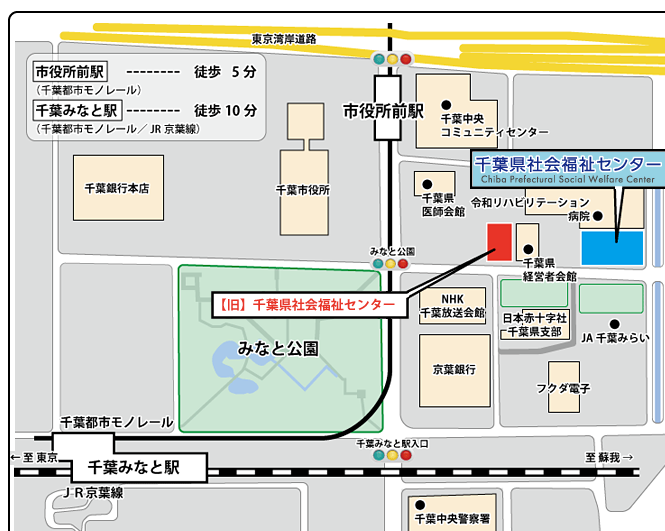 東京湾岸道路
市役所前駅 -------- 徒歩 5分
（千葉都市モノレール）
千葉みなと駅 -------- 徒歩10分
（千葉都市モノレール／JR京葉線）
市役所前駅
千葉中央
コミュニティセンター
千葉県社会福祉センター
Chiba Prefectural Social Welfare Center
千葉銀行本店
千葉市役所
千葉県
医師会館
令和リハビリテーション
病院
みなと公園
千葉県
経営者会館
【旧】千葉県社会福祉センター
NHK
千葉放送会館
日本赤十字社
千葉県支部
JA 千葉みらい
みなと公園
京葉銀行
フクダ電子
千葉都市モノレール
千葉みなと駅入口
← 至 東京
至 蘇我 →
千葉みなと駅
ＪＲ京葉線
千葉中央警察署